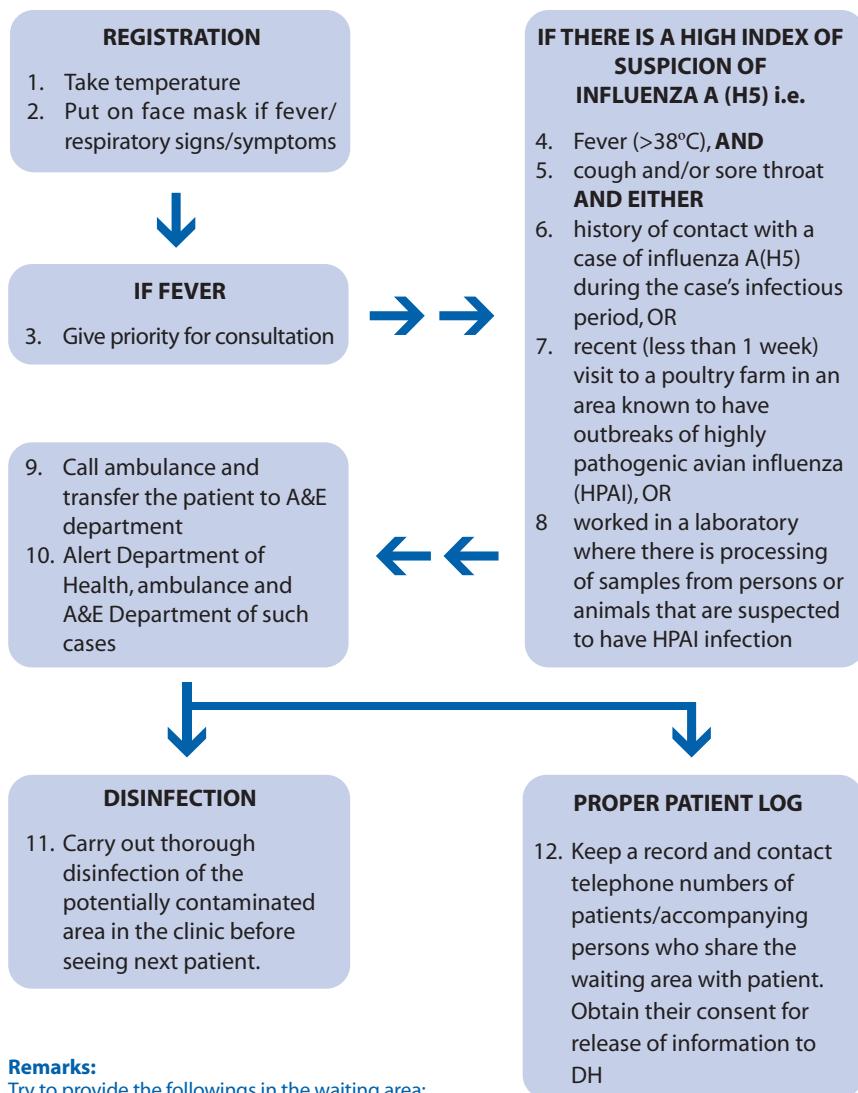 REGISTRATION
1. Take temperature
2. Put on face mask if fever/
respiratory signs/symptoms
IF FEVER
3. Give priority for consultation
IF THERE IS A HIGH INDEX OF
SUSPICION OF
INFLUENZA A (H5) i.e.
4. Fever (>38ºC), AND
5. cough and/or sore throat
AND EITHER
6. history of contact with a
case of influenza A(H5)
during the case's infectious
period, OR
7. recent (less than 1 week)
visit to a poultry farm in an
area known to have
outbreaks of highly
pathogenic avian influenza
(HPAI), OR
8 worked in a laboratory
where there is processing
of samples from persons or
animals that are suspected
to have HPAI infection
9. Call ambulance and
transfer the patient to A&E
department
10. Alert Department of
Health, ambulance and
A&E Department of such
cases
DISINFECTION
11. Carry out thorough
disinfection of the
potentially contaminated
area in the clinic before
seeing next patient.
PROPER PATIENT LOG
12. Keep a record and contact
telephone numbers of
patients/accompanying
persons who share the
waiting area with patient.
Obtain their consent for
release of information to
DH
Remarks:
Try to provide the followings in the waiting area: